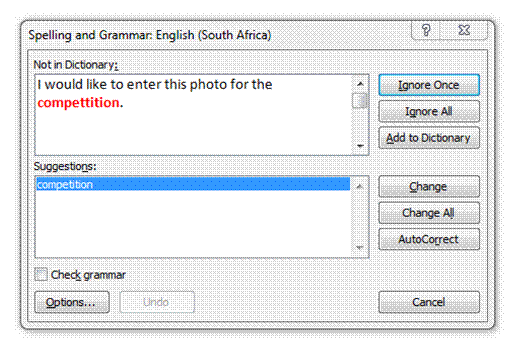 Spelling and Grammar: English (South Africa)
Not in Dictionary:
I would like to enter this photo for the
compettition.
Ignore Once
Ignore All
Add to Dictionary
Suggestions:
competition
Change
Change All
AutoCorrect
Check grammar
Options...
Undo
Cancel